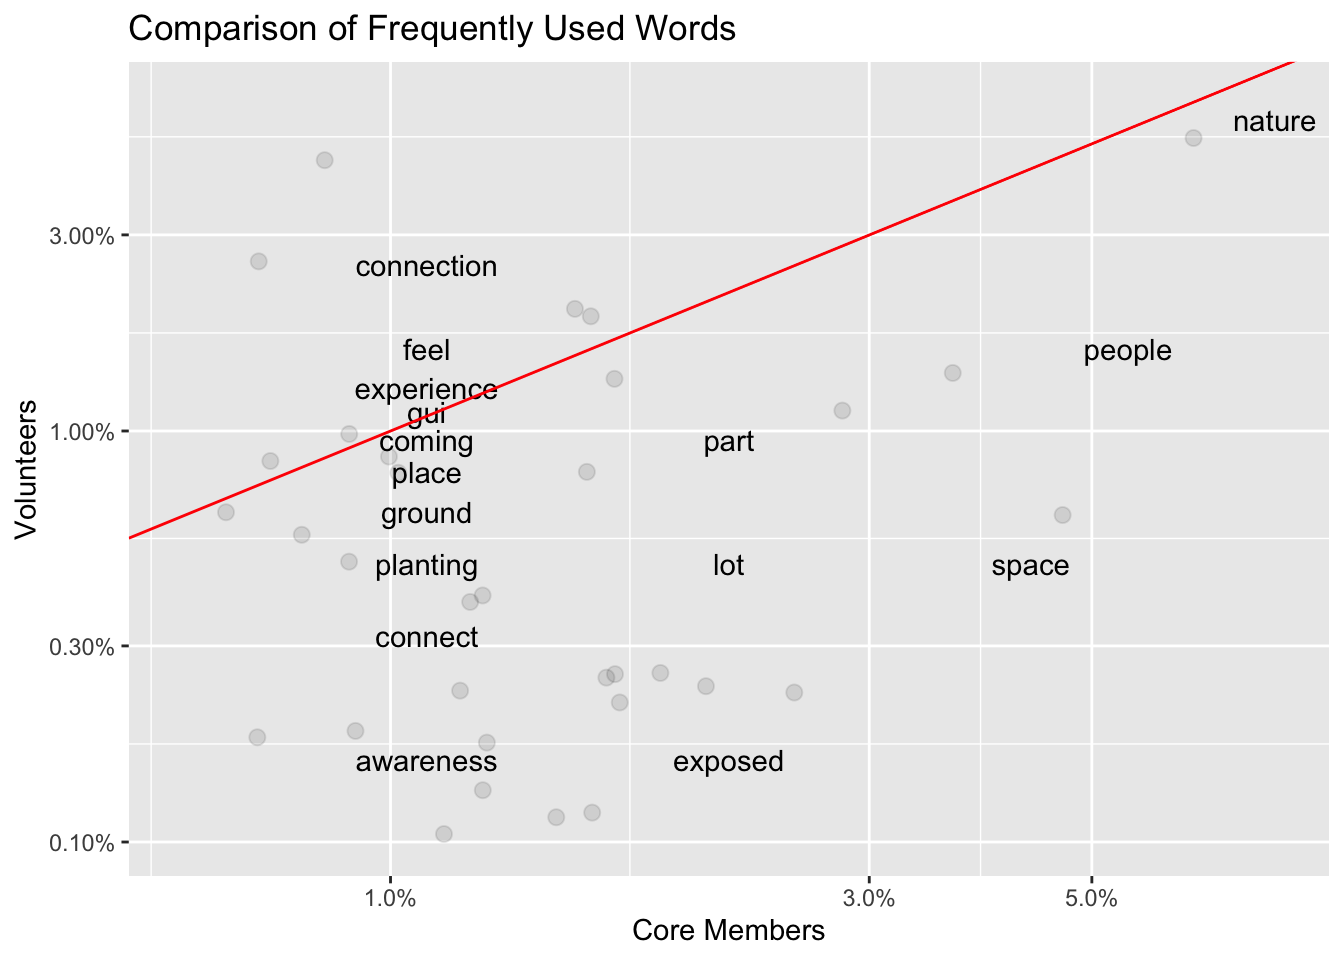 Comparison of Frequently Used Words
nature
3.00%
connection
feel
people
experience
gui
1.00%
coming
part
place
ground
planting
lot
space
connect
0.30%
awareness
exposed
0.10%
1.0%
3.0%
5.0%
Core Members
Volunteers